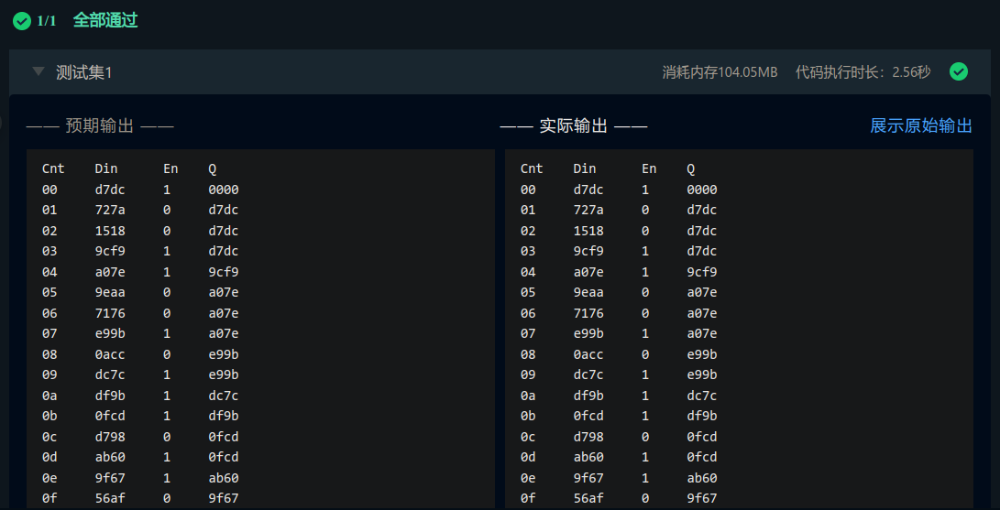 1/1 全部通过
测试集1 消耗内存104.05MB 代码执行时长：2.56秒
—— 预期输出 —— —— 实际输出 —— 展示原始输出
Cnt Din En Q Cnt Din En Q
00 d7dc 1 0000 00 d7dc 1 0000
01 727a 0 d7dc 01 727a 0 d7dc
02 1518 0 d7dc 02 1518 0 d7dc
03 9cf9 1 d7dc 03 9cf9 1 d7dc
04 a07e 1 9cf9 04 a07e 1 9cf9
05 9eaa 0 a07e 05 9eaa 0 a07e
06 7176 0 a07e 06 7176 0 a07e
07 e99b 1 a07e 07 e99b 1 a07e
08 0acc 0 e99b 08 0acc 0 e99b
09 dc7c 1 e99b 09 dc7c 1 e99b
0a df9b 1 dc7c 0a df9b 1 dc7c
0b 0fcd 1 df9b 0b 0fcd 1 df9b
0c d798 0 0fcd 0c d798 0 0fcd
0d ab60 1 0fcd 0d ab60 1 0fcd
0e 9f67 1 ab60 0e 9f67 1 ab60
0f 56af 0 9f67 0f 56af 0 9f67